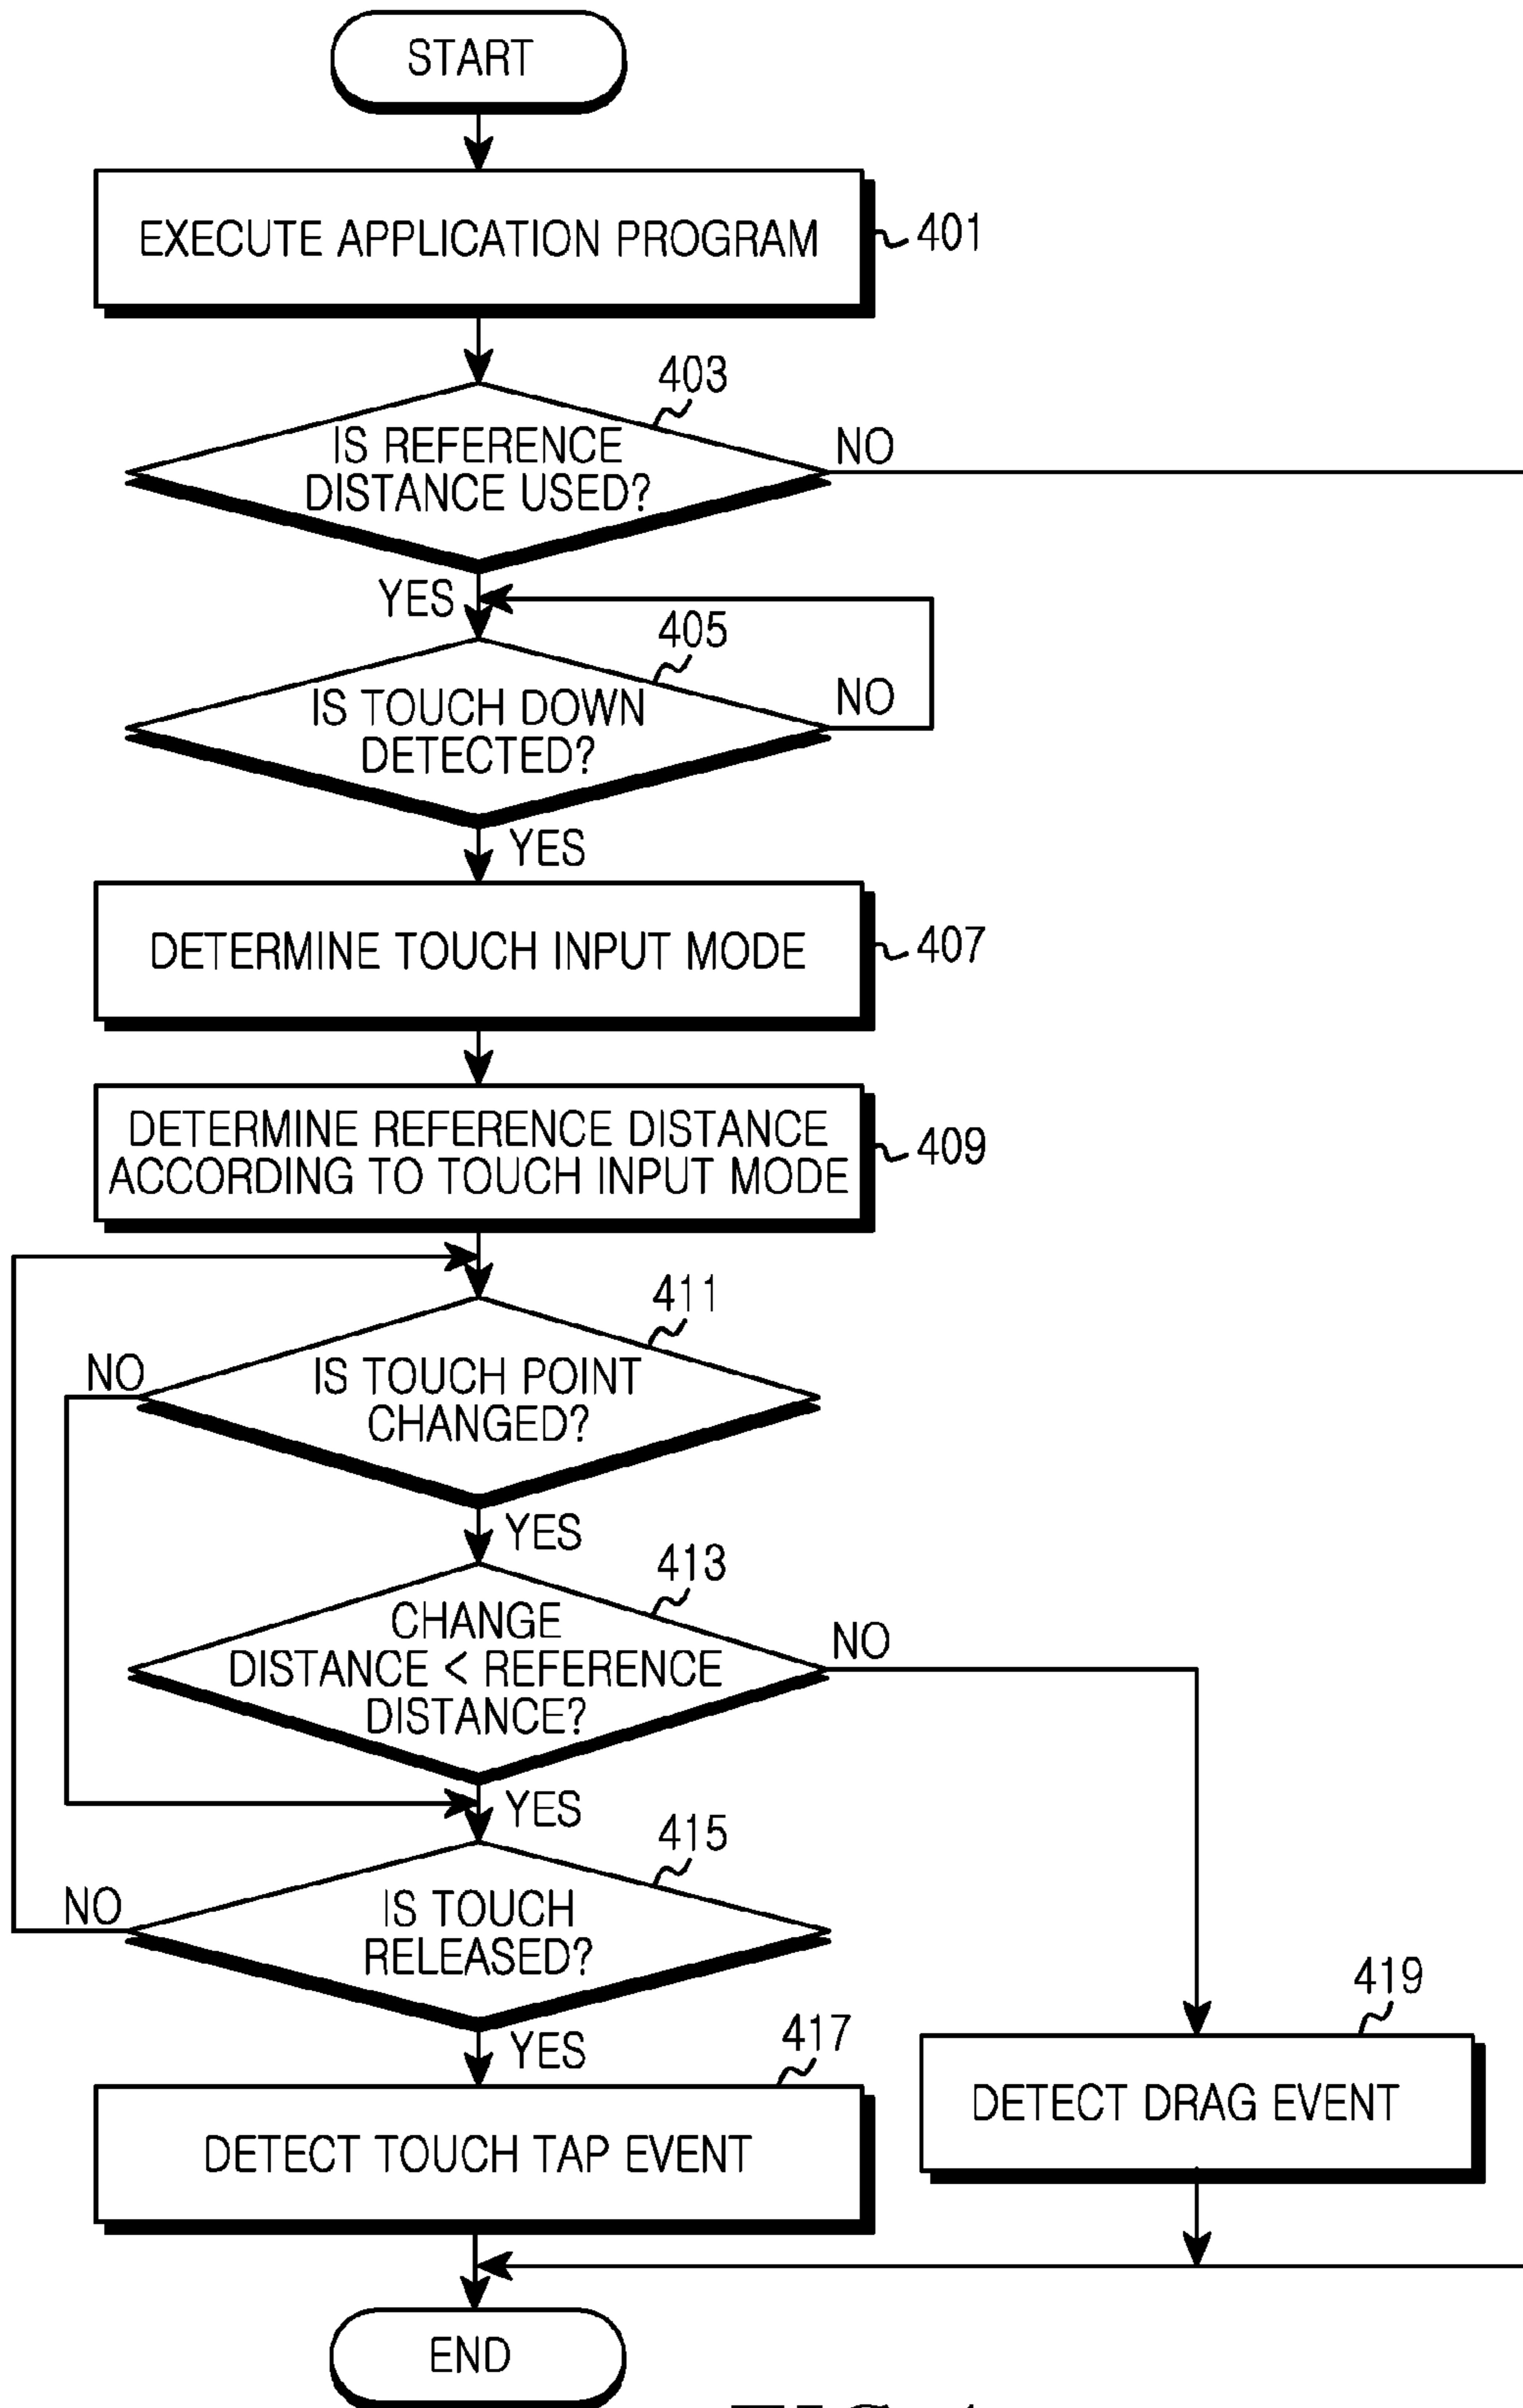 START
EXECUTE APPLICATION PROGRAM
401
403
IS REFERENCE
DISTANCE USED?
NO
YES
405
IS TOUCH DOWN
DETECTED?
NO
YES
DETERMINE TOUCH INPUT MODE
407
DETERMINE REFERENCE DISTANCE
ACCORDING TO TOUCH INPUT MODE
409
411
NO
IS TOUCH POINT
CHANGED?
YES
413
CHANGE
DISTANCE < REFERENCE
DISTANCE?
NO
YES
415
NO
IS TOUCH
RELEASED?
YES
417
419
DETECT TOUCH TAP EVENT
DETECT DRAG EVENT
END